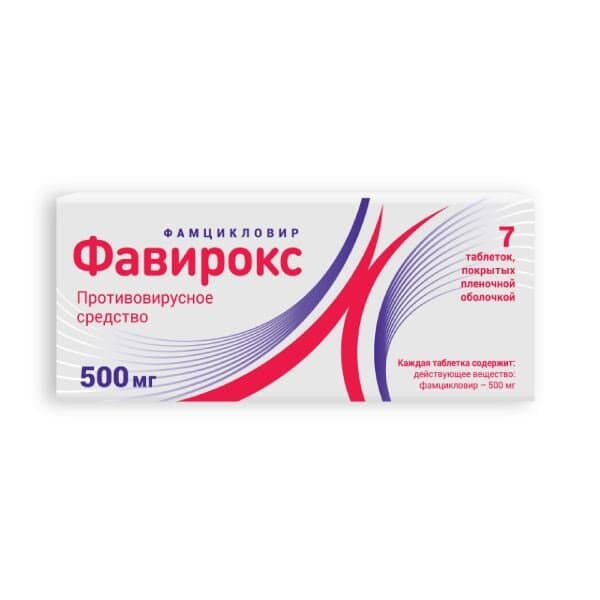 ФАМЦИКЛОВИР
Фавирокс
Противовирусное
средство
500 мг
7
таблеток,
покрытых
пленочной
оболочкой
Каждая таблетка содержит:
действующее вещество:
фамцикловир – 500 мг